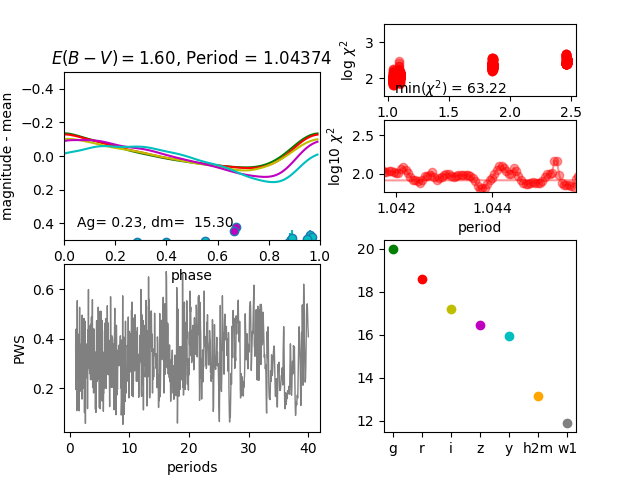 E(B − V) = 1.60, Period = 1.04374
magnitude - mean
−0.4
−0.2
0.0
0.2
0.4
Ag= 0.23, dm= 15.30
0.0 0.2 0.4 0.6 0.8 1.0
phase
log χ²
3
2
min(χ²) = 63.22
1.0 1.5 2.0 2.5
log10 χ²
2.5
2.0
1.042 1.044
period
PWS
0.6
0.4
0.2
0 10 20 30 40
periods
20
18
16
14
12
g r i z y h2m w1